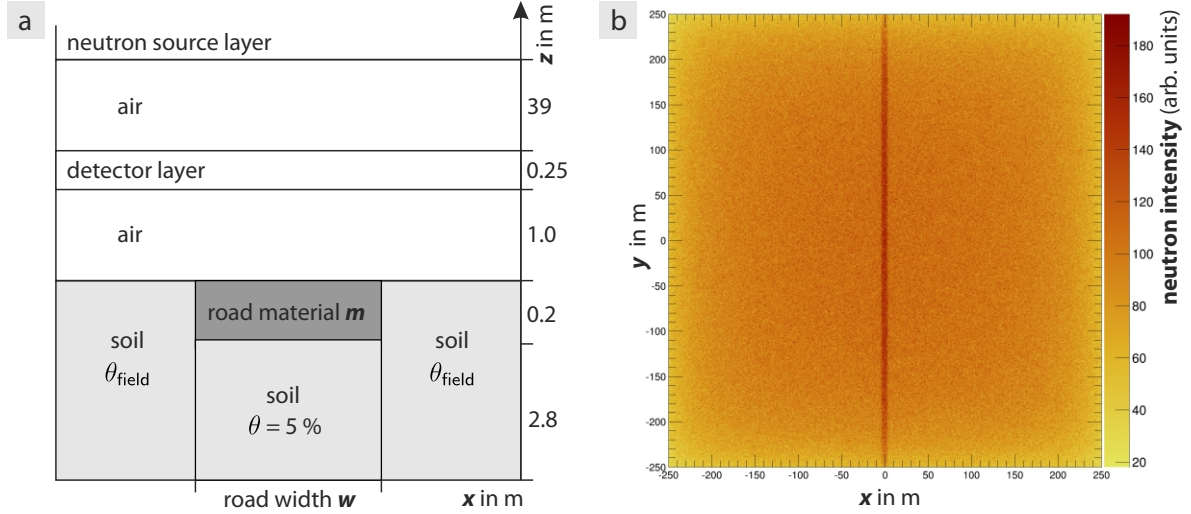 a
neutron source layer
z in m
air
39
detector layer
0.25
air
1.0
road material m
0.2
soil
θfield
soil
θfield
soil
θ = 5 %
2.8
road width w
x in m
b
250
200
150
100
50
0
-50
-100
-150
-200
-250
-250 -200 -150 -100 -50 0 50 100 150 200 250
y in m
x in m
180
160
140
120
100
80
60
40
20
neutron intensity (arb. units)